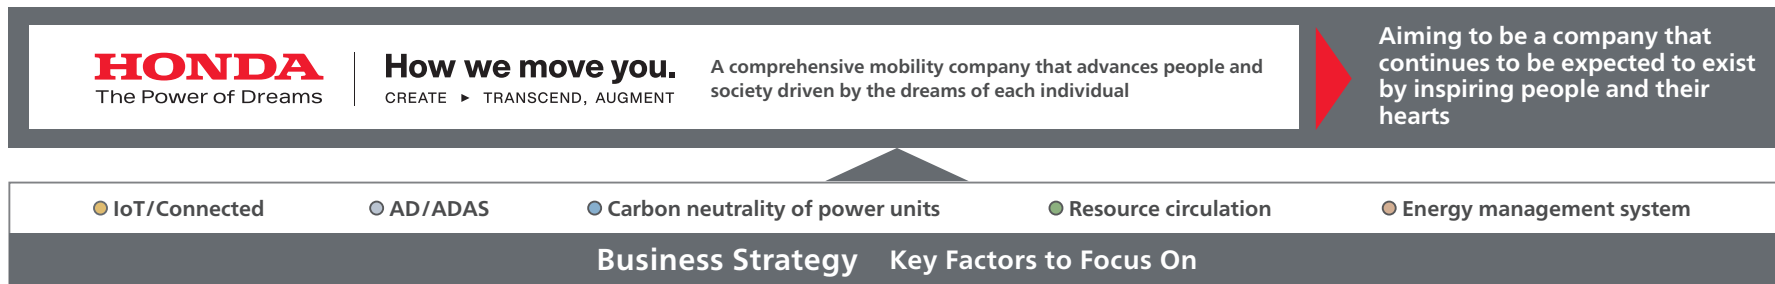 HONDA
The Power of Dreams
How we move you.
CREATE ► TRANSCEND, AUGMENT
A comprehensive mobility company that advances people and
society driven by the dreams of each individual
Aiming to be a company that
continues to be expected to exist
by inspiring people and their
hearts
IoT/Connected
AD/ADAS
Carbon neutrality of power units
Resource circulation
Energy management system
Business Strategy Key Factors to Focus On